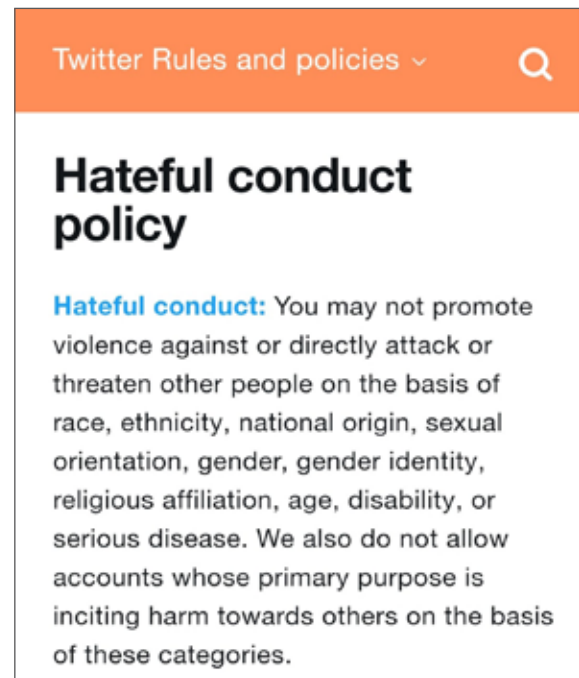 Twitter Rules and policies
Hateful conduct
policy
Hateful conduct: You may not promote
violence against or directly attack or
threaten other people on the basis of
race, ethnicity, national origin, sexual
orientation, gender, gender identity,
religious affiliation, age, disability, or
serious disease. We also do not allow
accounts whose primary purpose is
inciting harm towards others on the basis
of these categories.